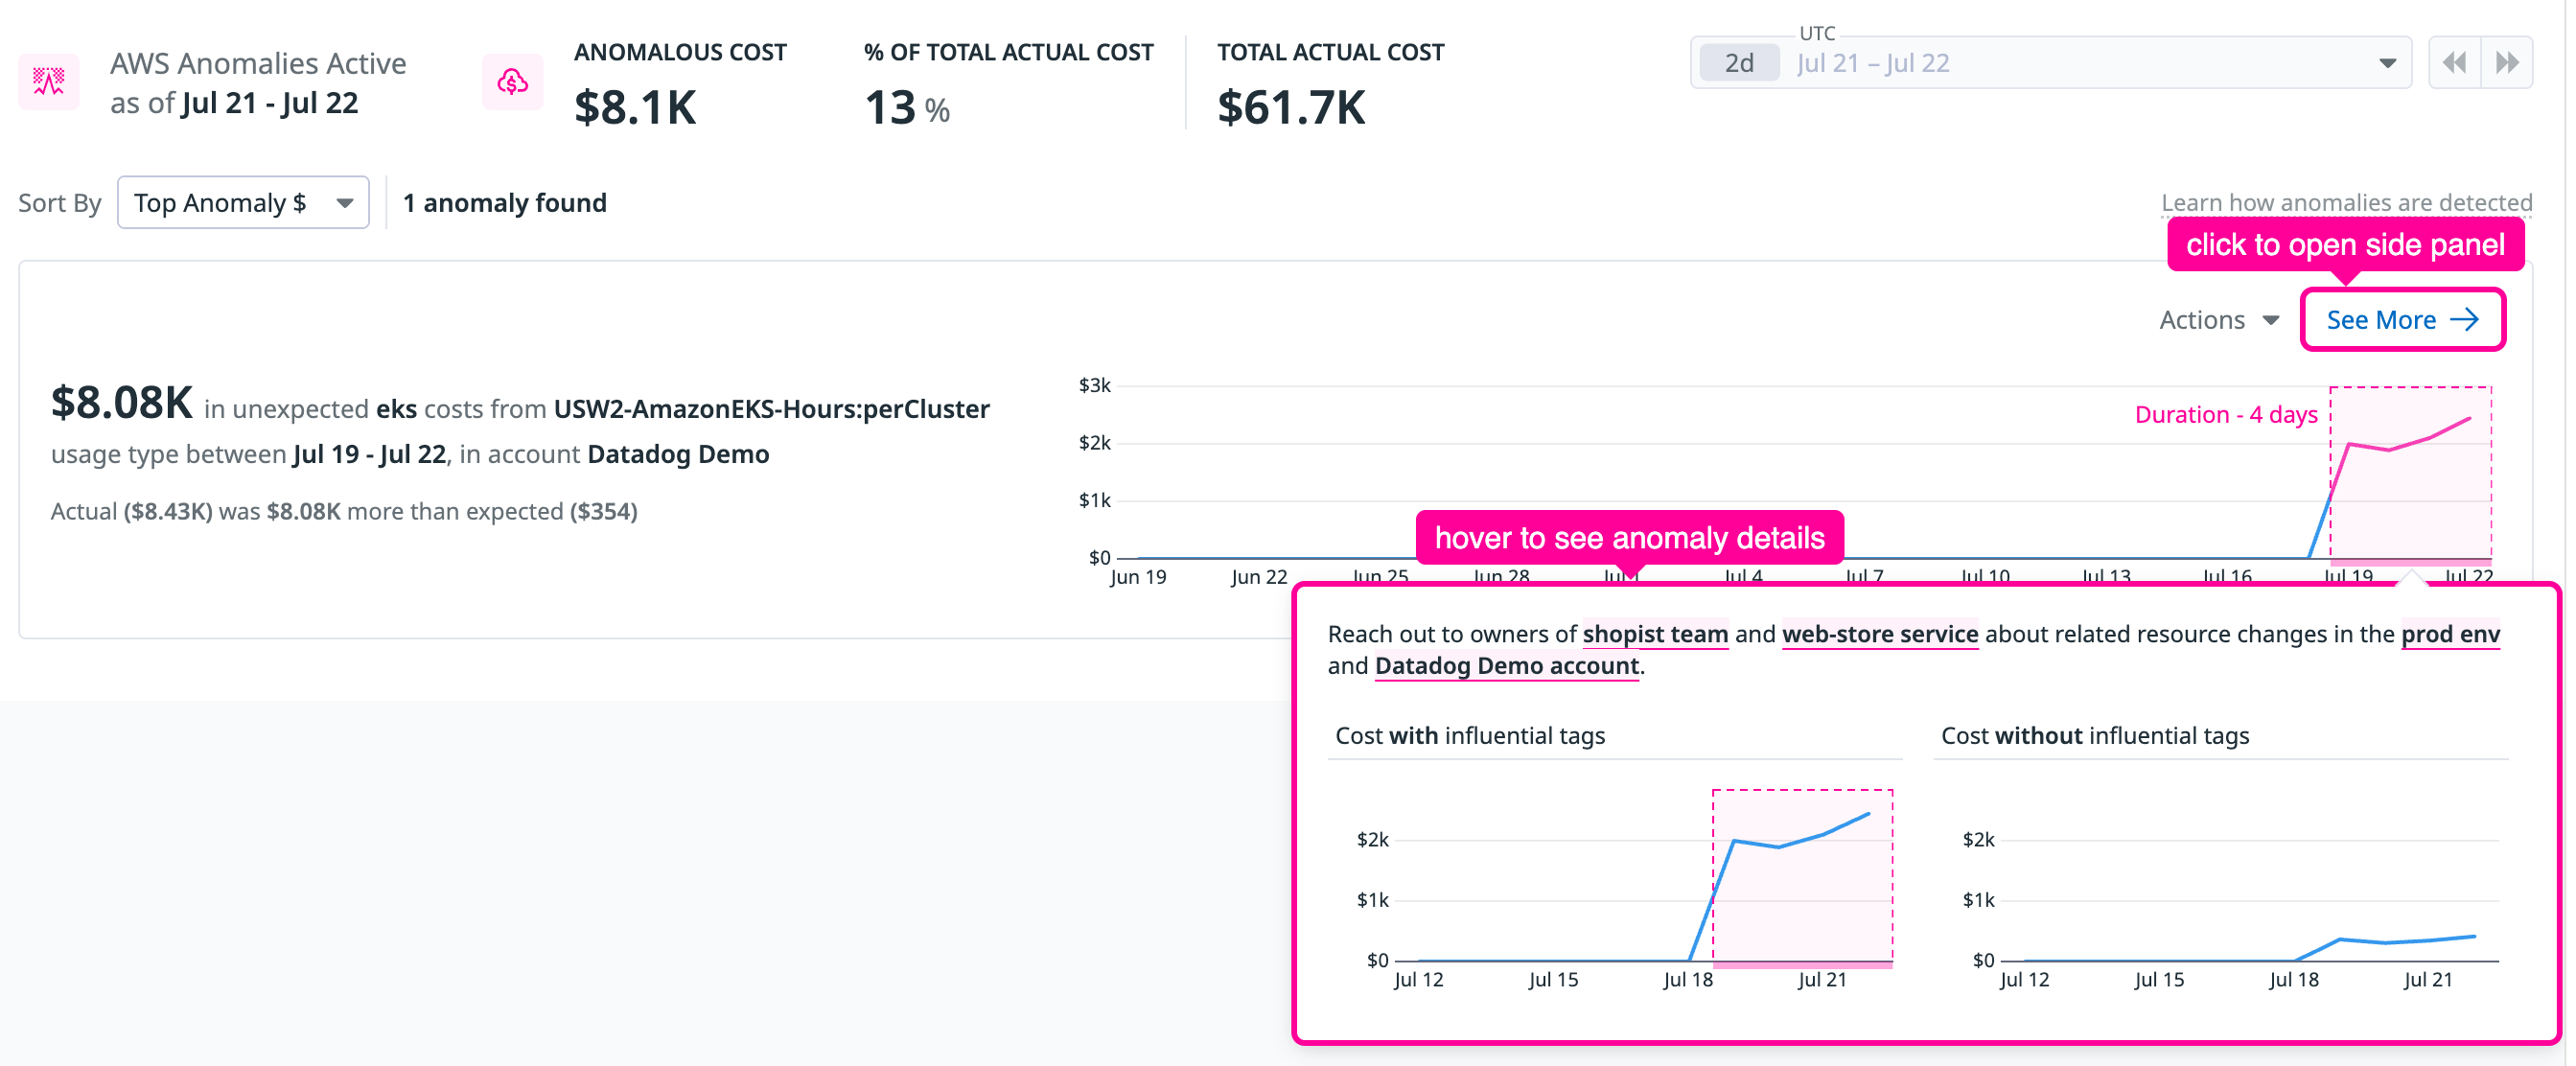 AWS Anomalies Active
as of Jul 21 - Jul 22
ANOMALOUS COST
$8.1K
% OF TOTAL ACTUAL COST
13 %
TOTAL ACTUAL COST
$61.7K
UTC
2d Jul 21 – Jul 22
Sort By Top Anomaly $ 1 anomaly found
Learn how anomalies are detected
click to open side panel
Actions See More →
$8.08K in unexpected eks costs from USW2-AmazonEKS-Hours:perCluster
usage type between Jul 19 - Jul 22, in account Datadog Demo
Actual ($8.43K) was $8.08K more than expected ($354)
$3k
$2k
$1k
$0
Duration - 4 days
hover to see anomaly details
Jun 19 Jun 22 Jun 25 Jun 28 Jul 1 Jul 4 Jul 7 Jul 10 Jul 13 Jul 16 Jul 19 Jul 22
Reach out to owners of shopist team and web-store service about related resource changes in the prod env
and Datadog Demo account.
Cost with influential tags
$2k
$1k
$0
Jul 12 Jul 15 Jul 18 Jul 21
Cost without influential tags
$2k
$1k
$0
Jul 12 Jul 15 Jul 18 Jul 21